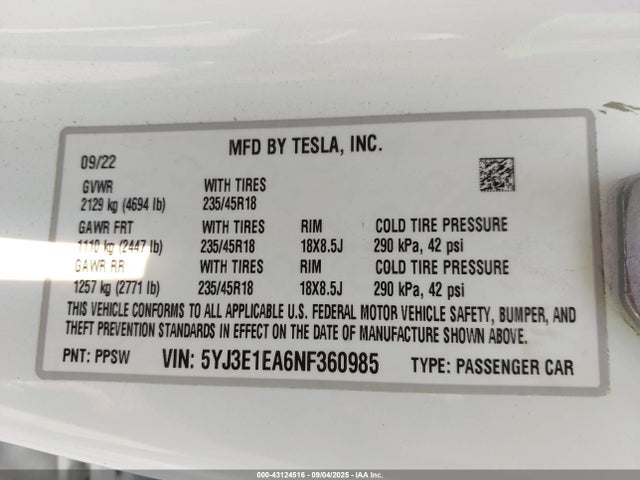 MFD BY TESLA, INC.
09/22
GVWR WITH TIRES
2129 kg (4694 lb) 235/45R18
GAWR FRT WITH TIRES RIM COLD TIRE PRESSURE
1110 kg (2447 lb) 235/45R18 18X8.5J 290 kPa, 42 psi
GAWR RR WITH TIRES RIM COLD TIRE PRESSURE
1257 kg (2771 lb) 235/45R18 18X8.5J 290 kPa, 42 psi
THIS VEHICLE CONFORMS TO ALL APPLICABLE U.S. FEDERAL MOTOR VEHICLE SAFETY, BUMPER, AND
THEFT PREVENTION STANDARDS IN EFFECT ON THE DATE OF MANUFACTURE SHOWN ABOVE.
PNT: PPSW VIN: 5YJ3E1EA6NF360985 TYPE: PASSENGER CAR
000-43124516 - 09/04/2025 - IAA Inc.